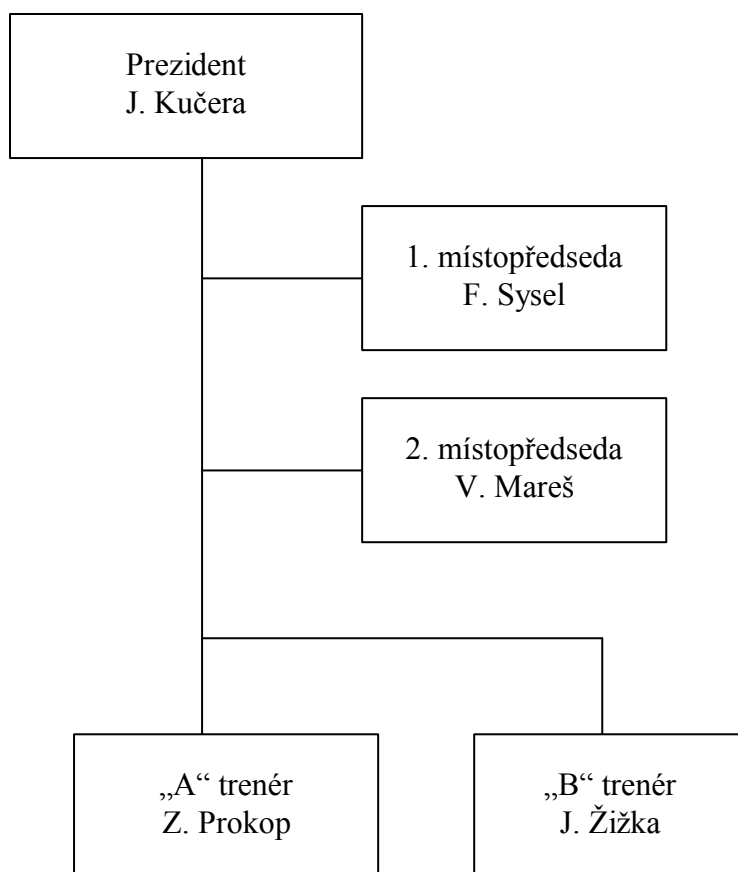 Prezident
J. Kučera
1. místopředseda
F. Sysel
2. místopředseda
V. Mareš
„A“ trenér
Z. Prokop
„B“ trenér
J. Žižka